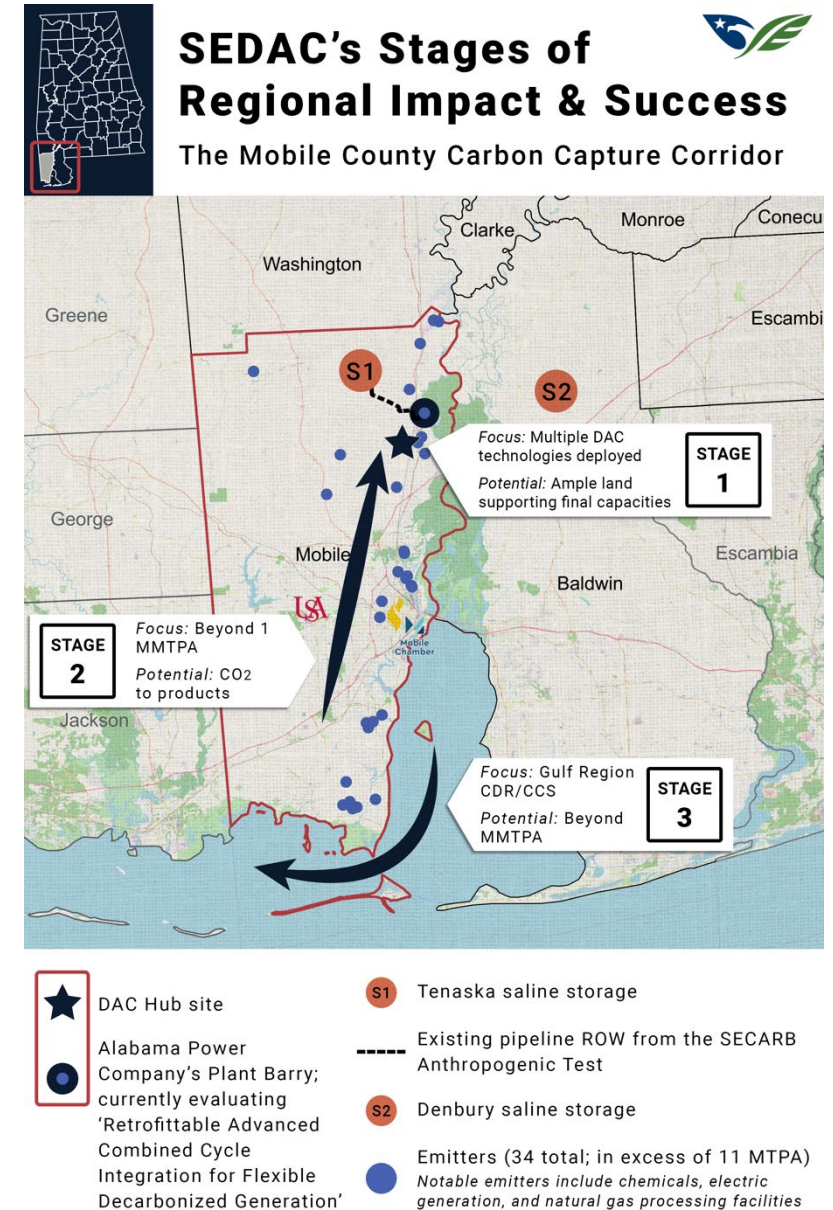 SEDAC's Stages of
Regional Impact & Success
The Mobile County Carbon Capture Corridor
Clarke
Monroe
Conecu
Washington
Greene
Escambi
S1
S2
Focus: Multiple DAC
technologies deployed
Potential: Ample land
supporting final capacities
STAGE
1
George
Mobile
Escambia
Baldwin
USA
Mobile
Chamber
STAGE
2
Focus: Beyond 1
MMTPA
Potential: CO2
to products
Jackson
Focus: Gulf Region
CDR/CCS
Potential: Beyond
MMTPA
STAGE
3
DAC Hub site
Alabama Power
Company's Plant Barry;
currently evaluating
'Retrofittable Advanced
Combined Cycle
Integration for Flexible
Decarbonized Generation'
S1 Tenaska saline storage
Existing pipeline ROW from the SECARB
Anthropogenic Test
S2 Denbury saline storage
Emitters (34 total; in excess of 11 MTPA)
Notable emitters include chemicals, electric
generation, and natural gas processing facilities